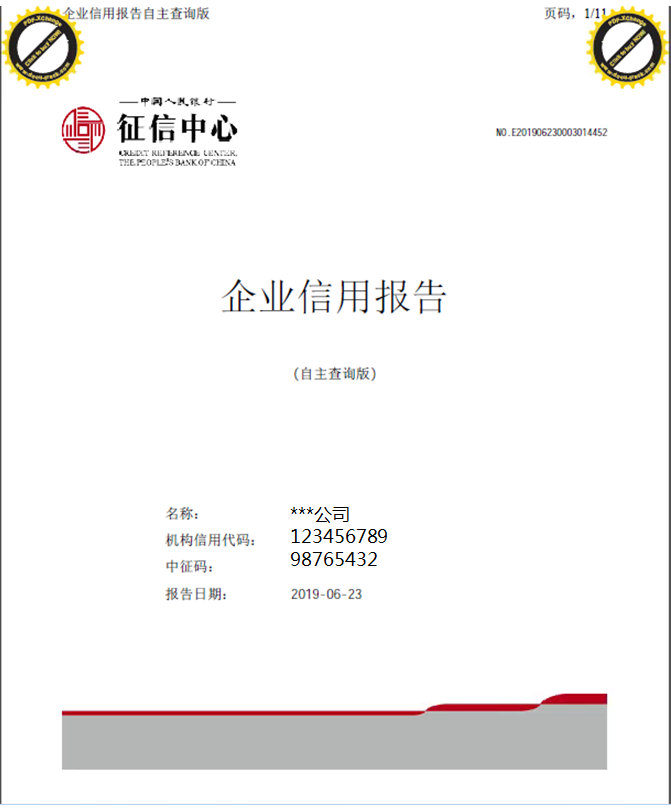 企业信用报告自主查询版
页码，1/11
PDF-XChange
Click to buy NOW!
www.docu-track.com
PDF-XChange
Click to buy NOW!
www.docu-track.com
中国人民银行
征信中心
CREDIT REFERENCE CENTER,
THE PEOPLE'S BANK OF CHINA
NO.E201906230003014452
企业信用报告
(自主查询版)
名称: ***公司
机构信用代码: 123456789
中征码: 98765432
报告日期: 2019-06-23